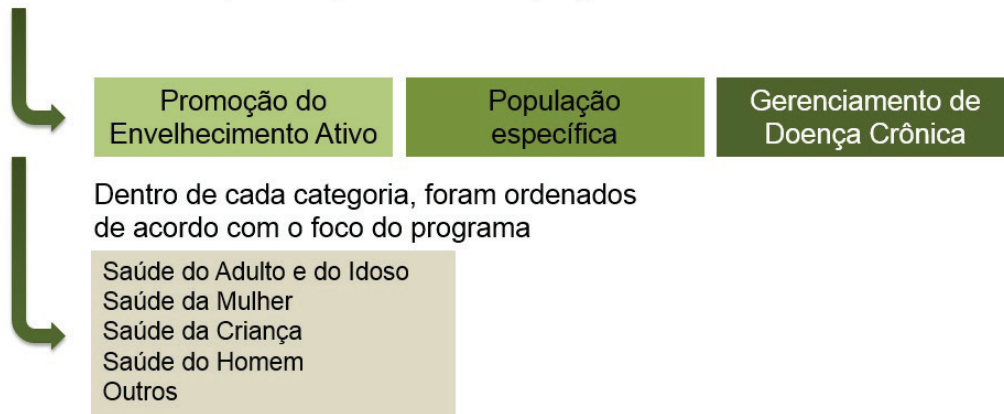 Promoção do
Envelhecimento Ativo
População
específica
Gerenciamento de
Doença Crônica
Dentro de cada categoria, foram ordenados
de acordo com o foco do programa
Saúde do Adulto e do Idoso
Saúde da Mulher
Saúde da Criança
Saúde do Homem
Outros